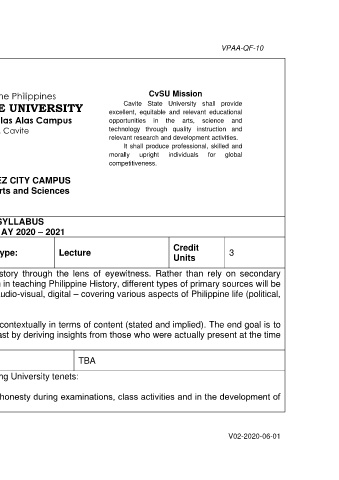 VPAA-QF-10
he Philippines
E UNIVERSITY
las Alas Campus
, Cavite
CvSU Mission
Cavite State University shall provide
excellent, equitable and relevant educational
opportunities in the arts, science and
technology through quality instruction and
relevant research and development activities.
It shall produce professional, skilled and
morally upright individuals for global
competitiveness.
EZ CITY CAMPUS
rts and Sciences
SYLLABUS
AY 2020 – 2021
ype: Lecture Credit Units 3
story through the lens of eyewitness. Rather than rely on secondary
n in teaching Philippine History, different types of primary sources will be
udio-visual, digital – covering various aspects of Philippine life (political,
contextually in terms of content (stated and implied). The end goal is to
ast by deriving insights from those who were actually present at the time
TBA
ng University tenets:
honesty during examinations, class activities and in the development of
V02-2020-06-01